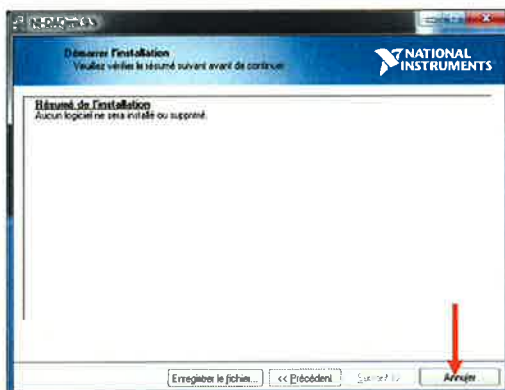 Démarrer l'installation
Veuillez vérifier le résumé suivant avant de continuer.
NATIONAL
INSTRUMENTS
Résumé de l'installation
Aucun logiciel ne sera installé ou supprimé.
Enregistrer le fichier...
<< Précédent
Annuler